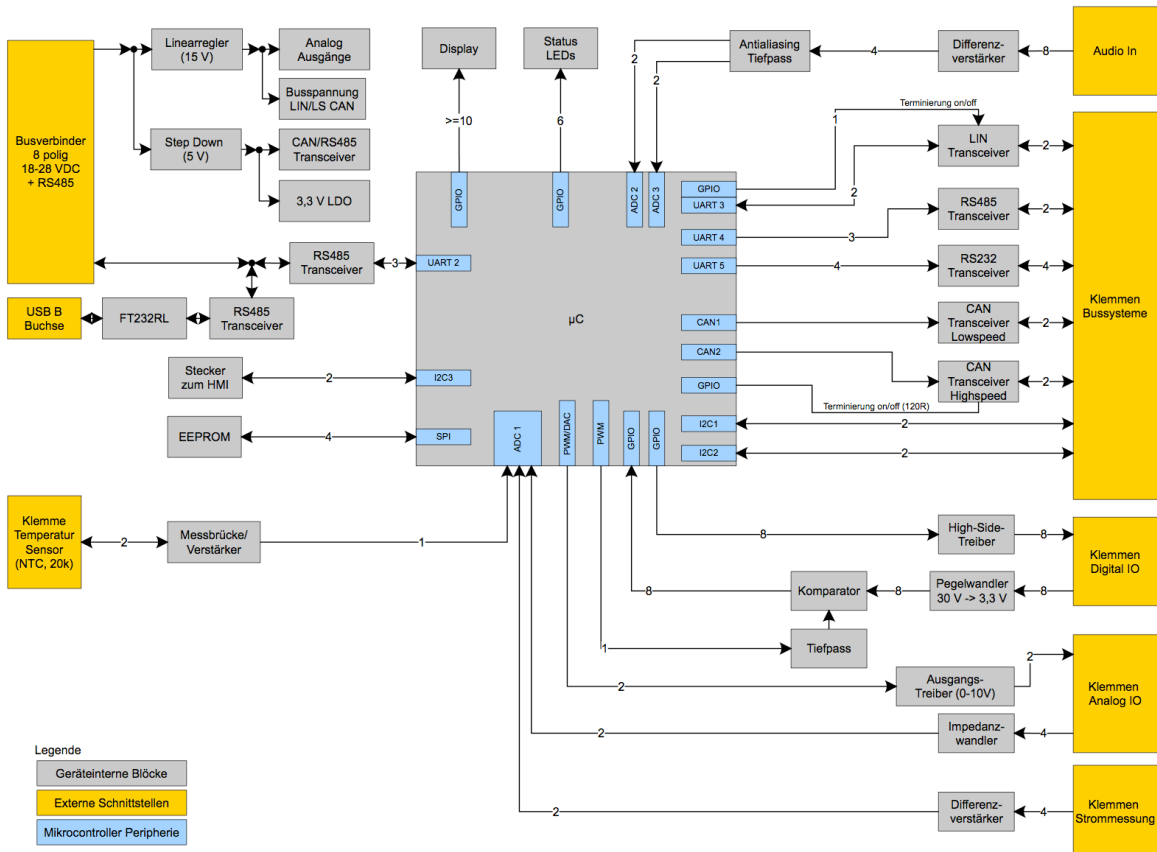 Busverbinder
8 polig
18-28 VDC
+ RS485
Linearregler
(15 V)
Analog
Ausgänge
Busspannung
LIN/LS CAN
Step Down
(5 V)
CAN/RS485
Transceiver
3,3 V LDO
Display
Status
LEDs
>=10
6
Antialiasing
Tiefpass
4
Differenz-
verstärker
8
Audio In
2
2
GPIO
GPIO
ADC 2
ADC 3
1
Terminierung on/off
LIN
Transceiver
2
GPIO
UART 3
2
UART 4
3
RS485
Transceiver
2
UART 5
4
RS232
Transceiver
4
CAN1
CAN
Transceiver
Lowspeed
2
CAN2
CAN
Transceiver
Highspeed
2
GPIO
Terminierung on/off (120R)
I2C1
2
I2C2
2
Klemmen
Bussysteme
RS485
Transceiver
3
UART 2
USB B
Buchse
FT232RL
RS485
Transceiver
µC
Stecker
zum HMI
2
I2C3
EEPROM
4
SPI
ADC 1
PWM/DAC
PWM
GPIO
GPIO
Klemme
Temperatur
Sensor
(NTC, 20k)
2
Messbrücke/
Verstärker
1
8
High-Side-
Treiber
8
Klemmen
Digital IO
8
Komparator
8
Pegelwandler
30 V -> 3,3 V
8
1
Tiefpass
2
Ausgangs-
Treiber (0-10V)
2
Klemmen
Analog IO
2
Impedanz-
wandler
4
2
Differenz-
verstärker
4
Klemmen
Strommessung
Legende
Geräteinterne Blöcke
Externe Schnittstellen
Mikrocontroller Peripherie